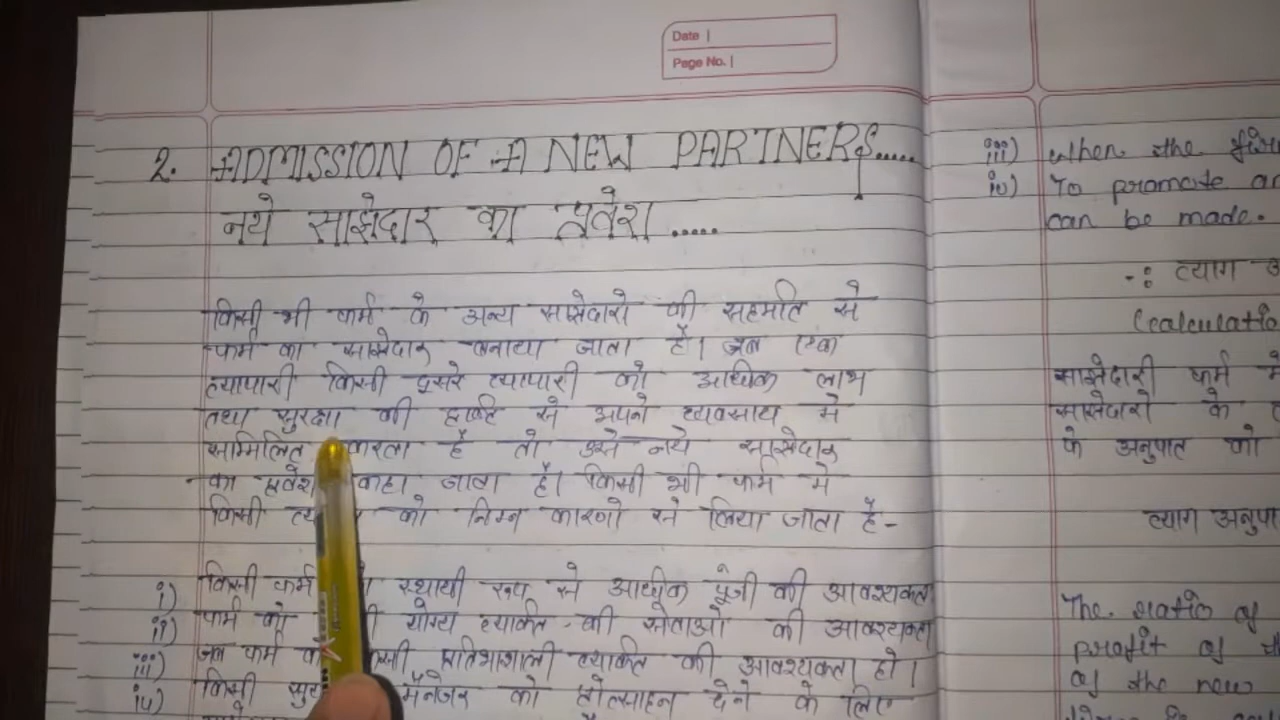 Date |
Page No. |
2. ADMISSION OF A NEW PARTNERS.....
नये साझेदार का प्रवेश .....
किसी भी फर्म के अन्य साझेदारो की सहमति से
फर्म का साझेदार बनाया जाता है। जब एक
व्यापारी किसी दूसरे व्यापारी को अधिक लाभ
तथा सुरक्षा की दृष्टि से अपने व्यवसाय मे
सम्मिलित करता है तो उसे नये साझेदार
का प्रवेश कहा जाता है। किसी भी फर्म मे
किसी को निम्न कारणो से लिया जाता है-
i) किसी फर्म स्थायी रूप से अधिक पूंजी की आवश्यकता
ii) फर्म को योग्य व्यक्ति की सेवाओ की आवश्यकता
iii) जब फर्म किसी प्रतिभाशाली व्यक्ति की आवश्यकता हो।
iv) किसी मैनेजर को प्रोत्साहन देने के लिए
iii) when the
iv) To promote
can be made.
-: त्याग
साझेदारी फर्म
साझेदारो के
के अनुपात को
त्याग
The ratio of
profit of
of the new